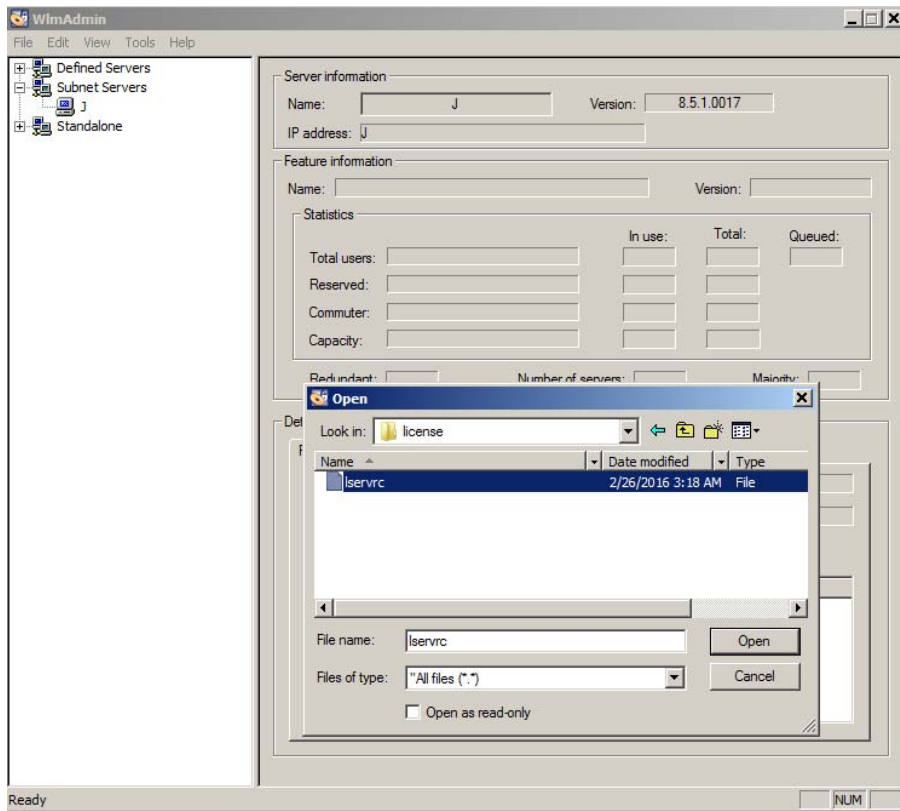 WlmAdmin
File Edit View Tools Help
Defined Servers
Subnet Servers
J
Standalone
Server information
Name: J Version: 8.5.1.0017
IP address: J
Feature information
Name: Version:
Statistics
In use: Total: Queued:
Total users:
Reserved:
Commuter:
Capacity:
Redundant: Number of servers: Majority:
Det
Open
Look in: license
Name Date modified Type
lservrc 2/26/2016 3:18 AM File
File name: lservrc Open
Files of type: "All files (*.*) Cancel
Open as read-only
Ready NUM